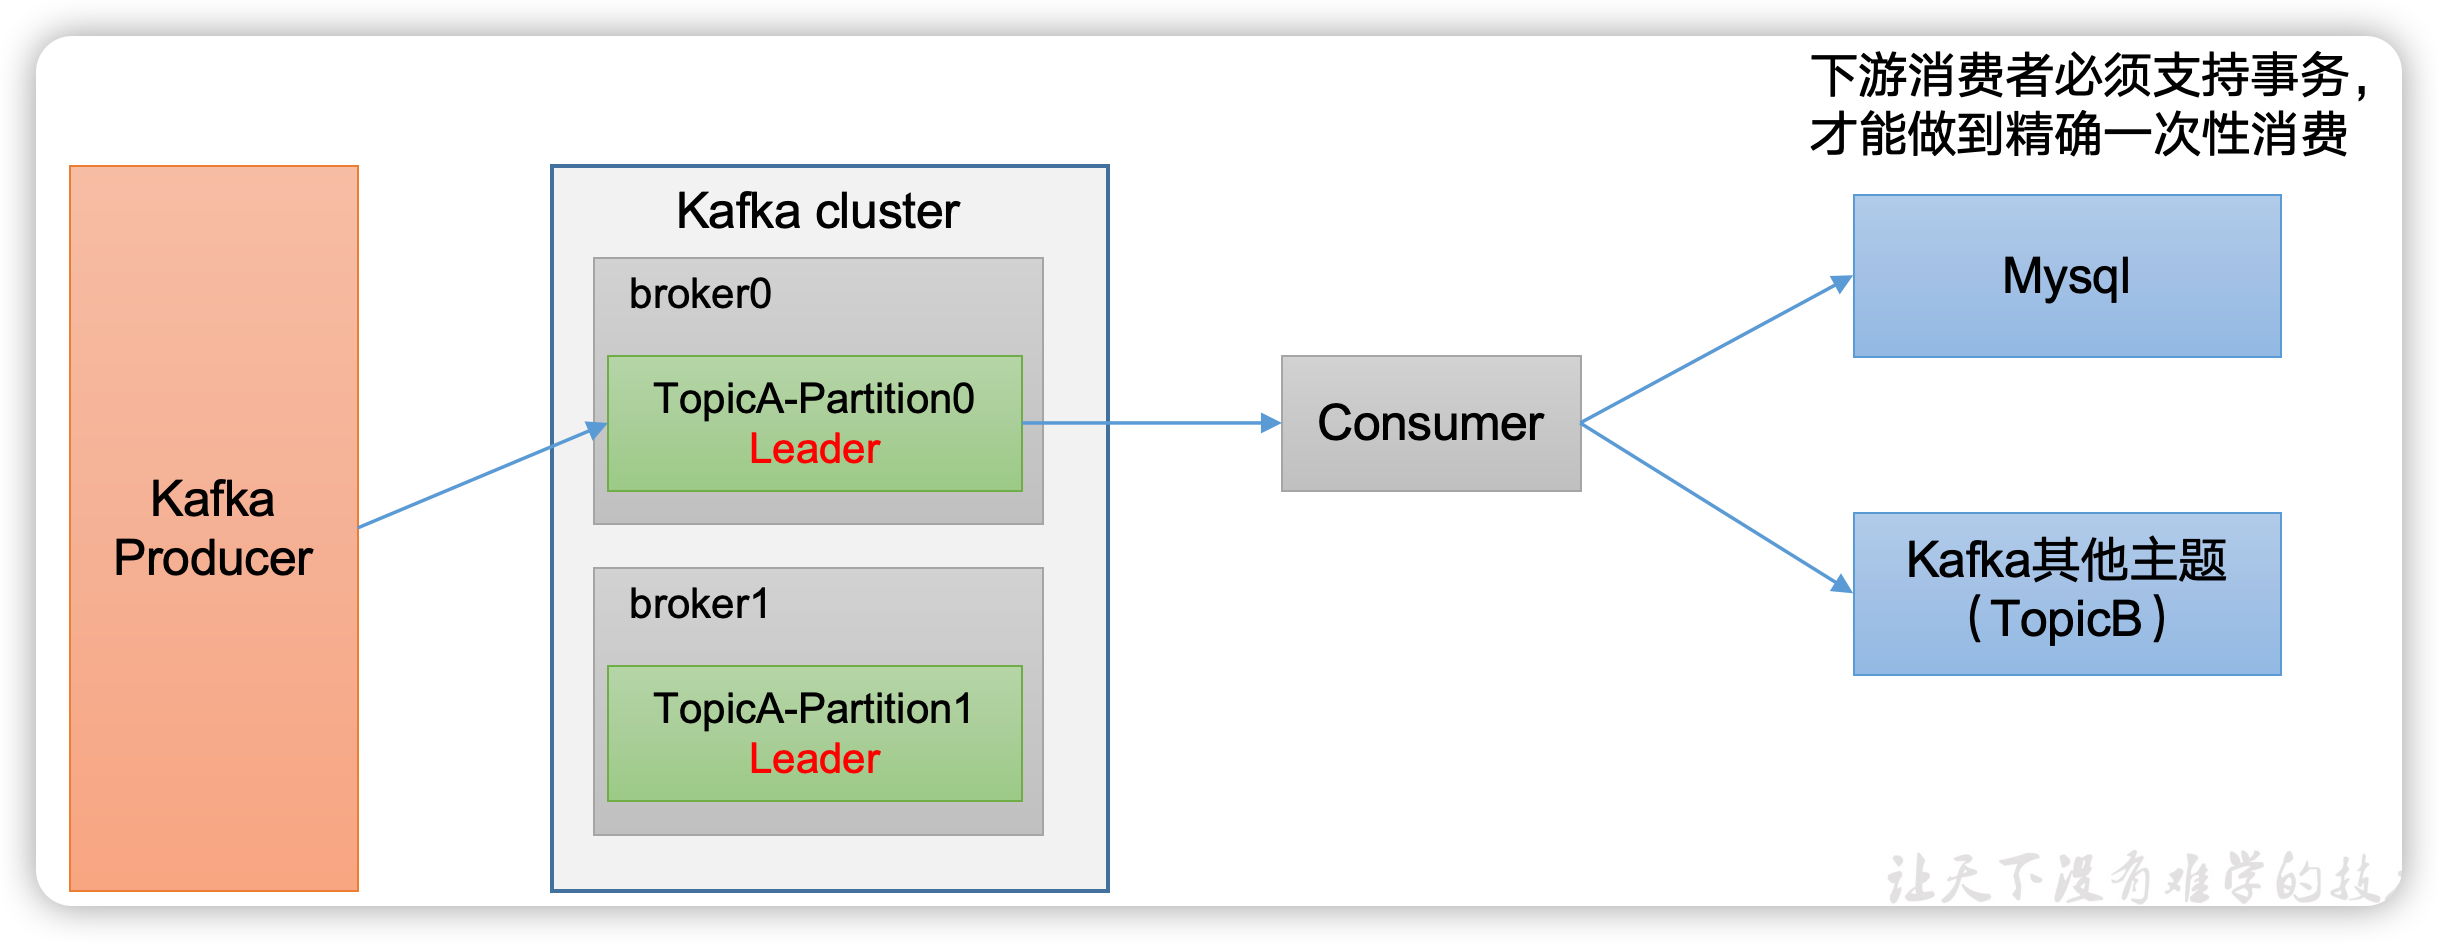 下游消费者必须支持事务，
才能做到精确一次性消费
Kafka
Producer
Kafka cluster
broker0
TopicA-Partition0
Leader
broker1
TopicA-Partition1
Leader
Consumer
Mysql
Kafka其他主题
（TopicB）
让天下没有难学的技